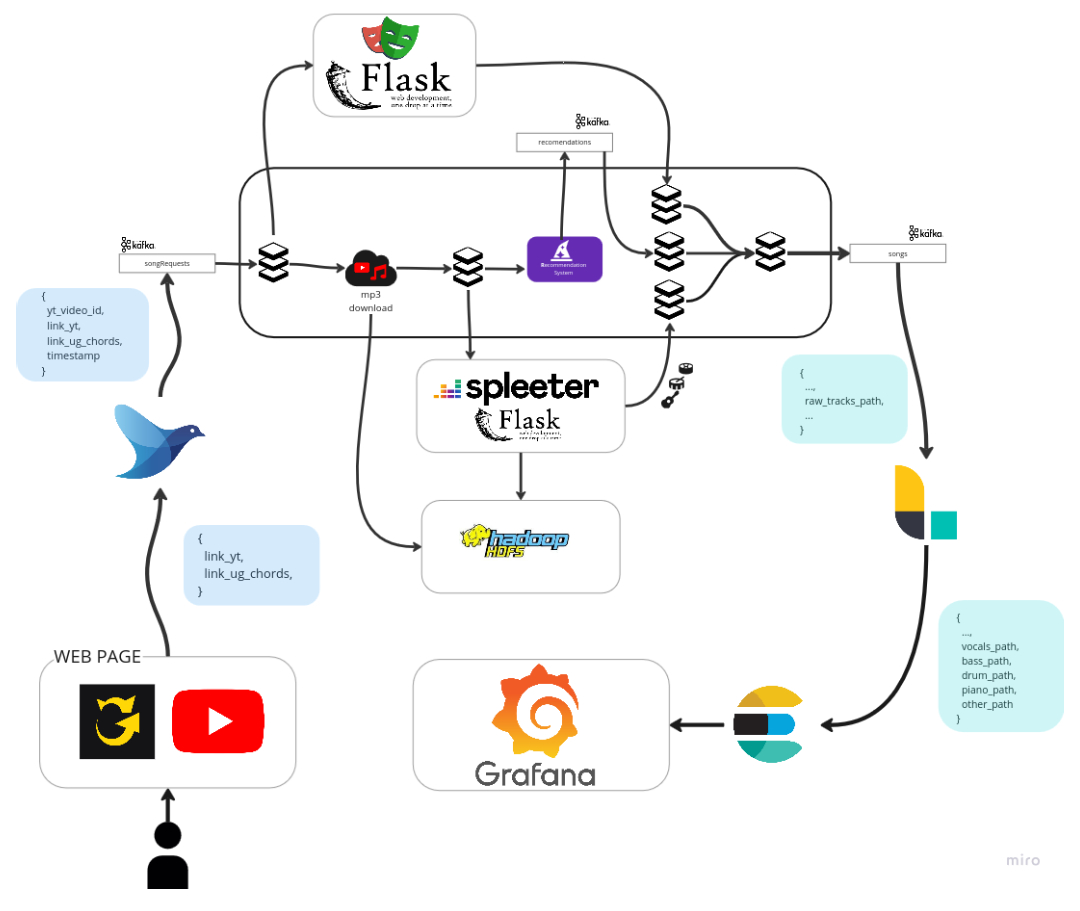 Flask
web development,
one drop at a time
kafka
recomendations
kafka
songRequests
kafka
songs
mp3
download
Recommendation
System
{
yt_video_id,
link_yt,
link_ug_chords,
timestamp
}
spleeter
Flask
web development,
one drop at a time
{
...,
raw_tracks_path,
...
}
hadoop
HDFS
{
link_yt,
link_ug_chords,
}
{
...,
vocals_path,
bass_path,
drum_path,
piano_path,
other_path
}
WEB PAGE
G
Grafana
miro